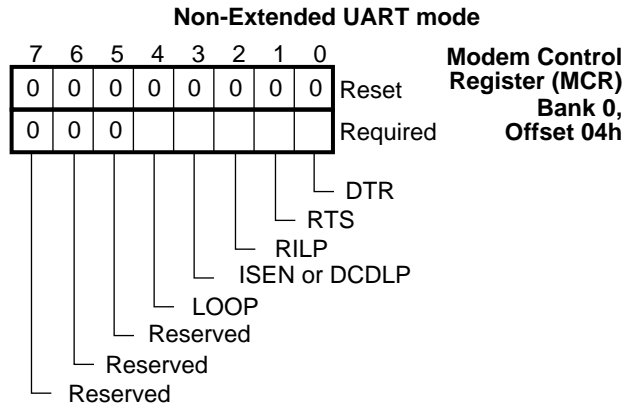 Non-Extended UART mode
7 6 5 4 3 2 1 0
Modem Control
Register (MCR)
Bank 0,
Offset 04h
0 0 0 0 0 0 0 0 Reset
0 0 0 Required
DTR
RTS
RILP
ISEN or DCDLP
LOOP
Reserved
Reserved
Reserved